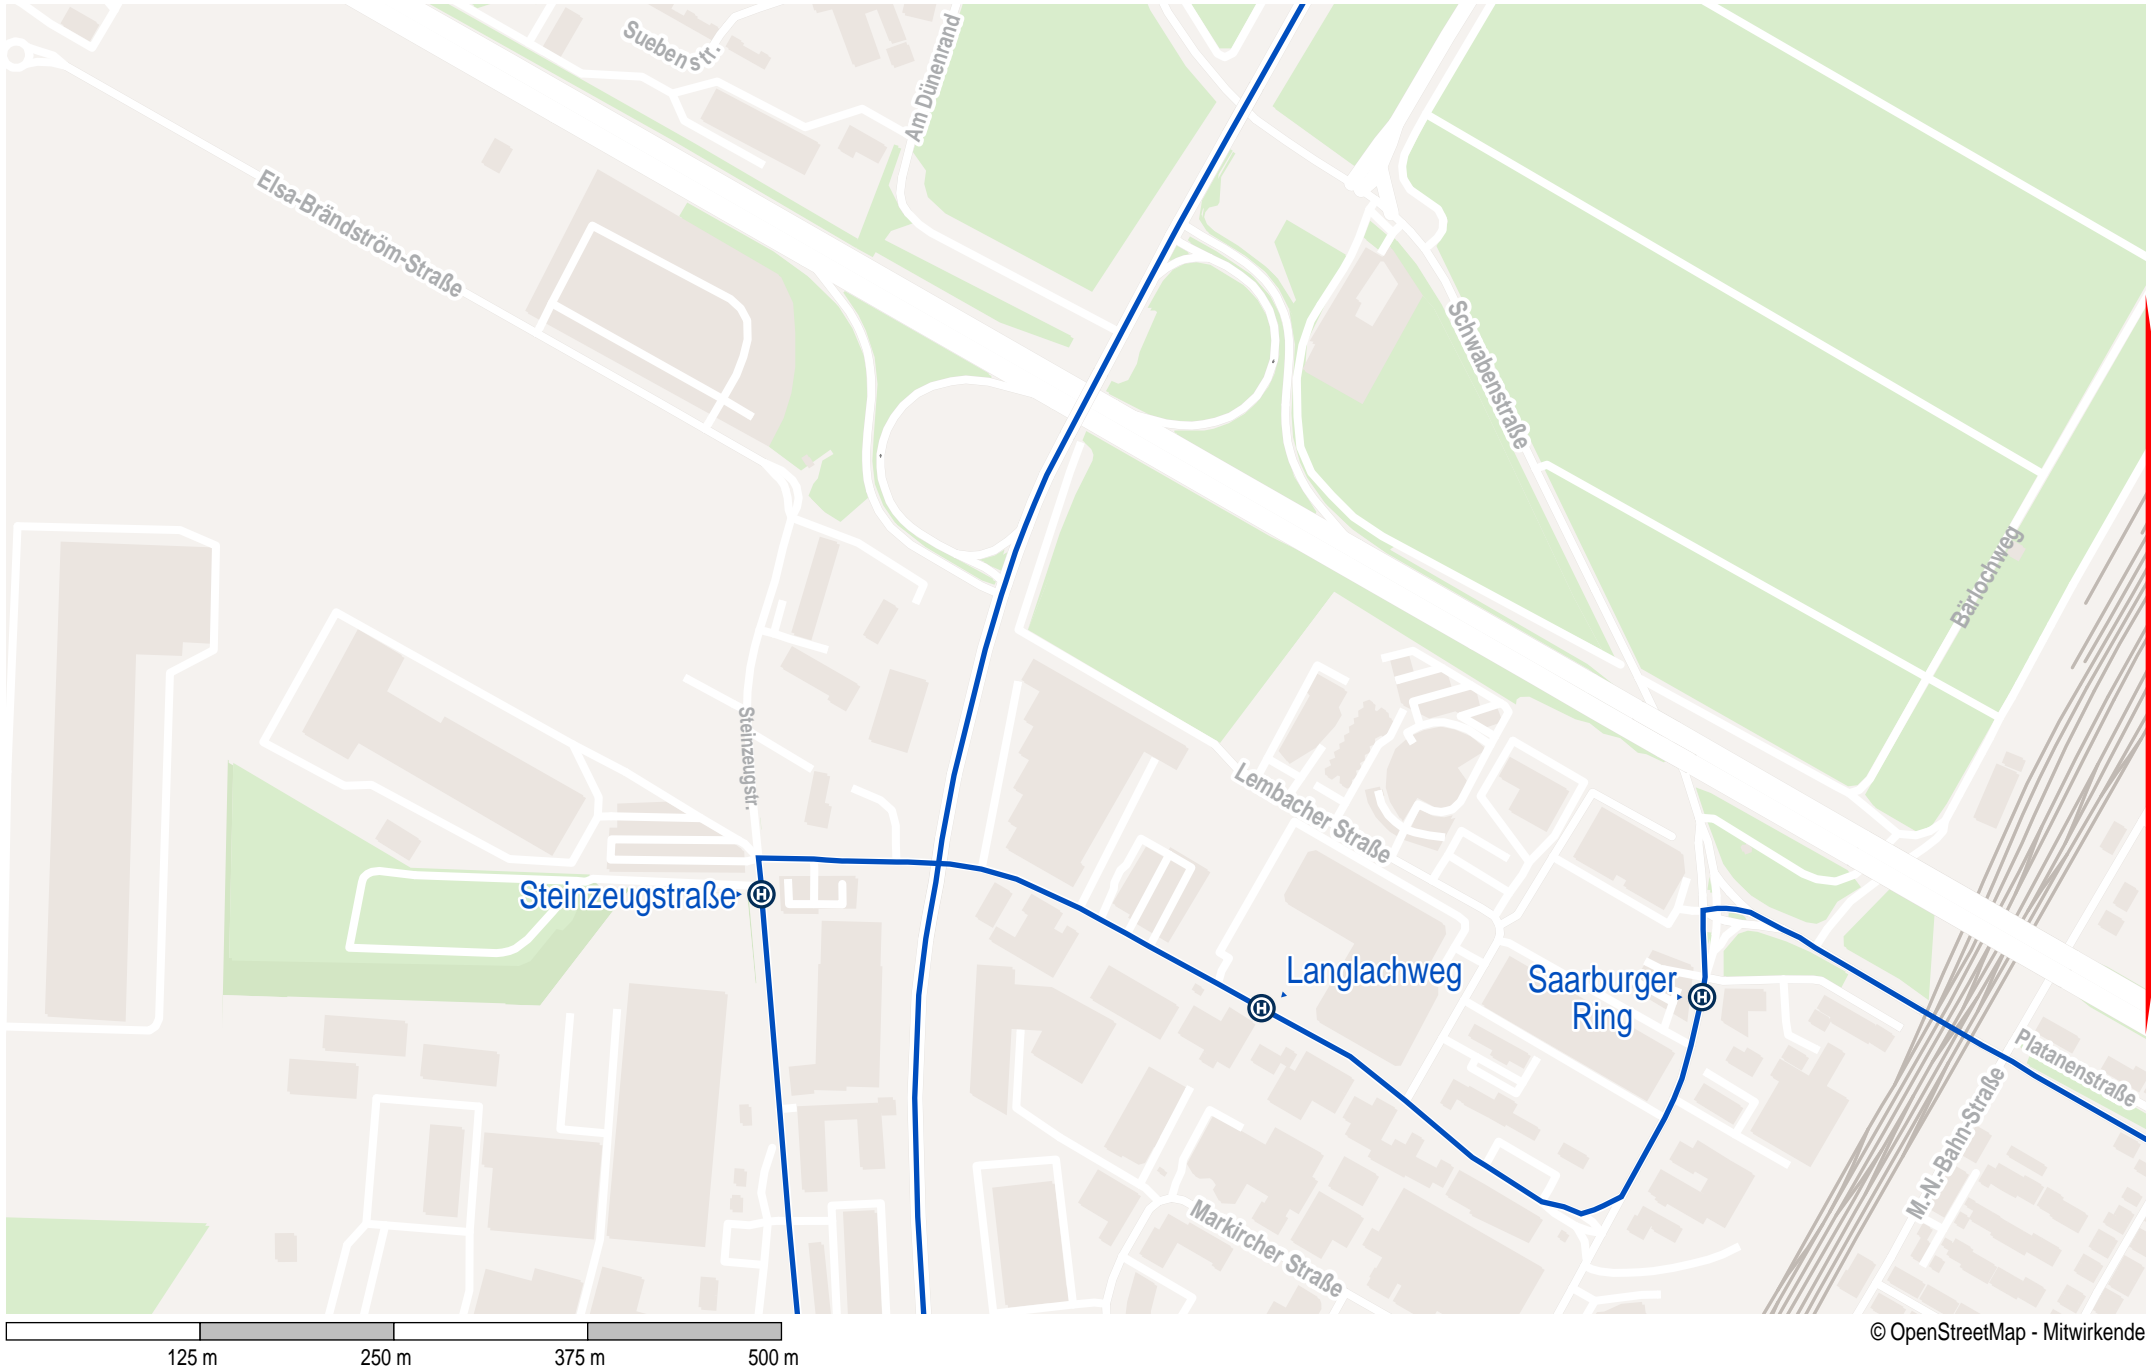 Suebenstr.
Am Dünenrand
Elsa-Brändström-Straße
Schwabenstraße
Bärlochweg
Steinzeugstr.
Lembacher Straße
Steinzeugstraße
H
Langlachweg
H
Saarburger
Ring
H
Platanenstraße
M.-N.-Bahn-Straße
Markircher Straße
125 m
250 m
375 m
500 m
© OpenStreetMap - Mitwirkende